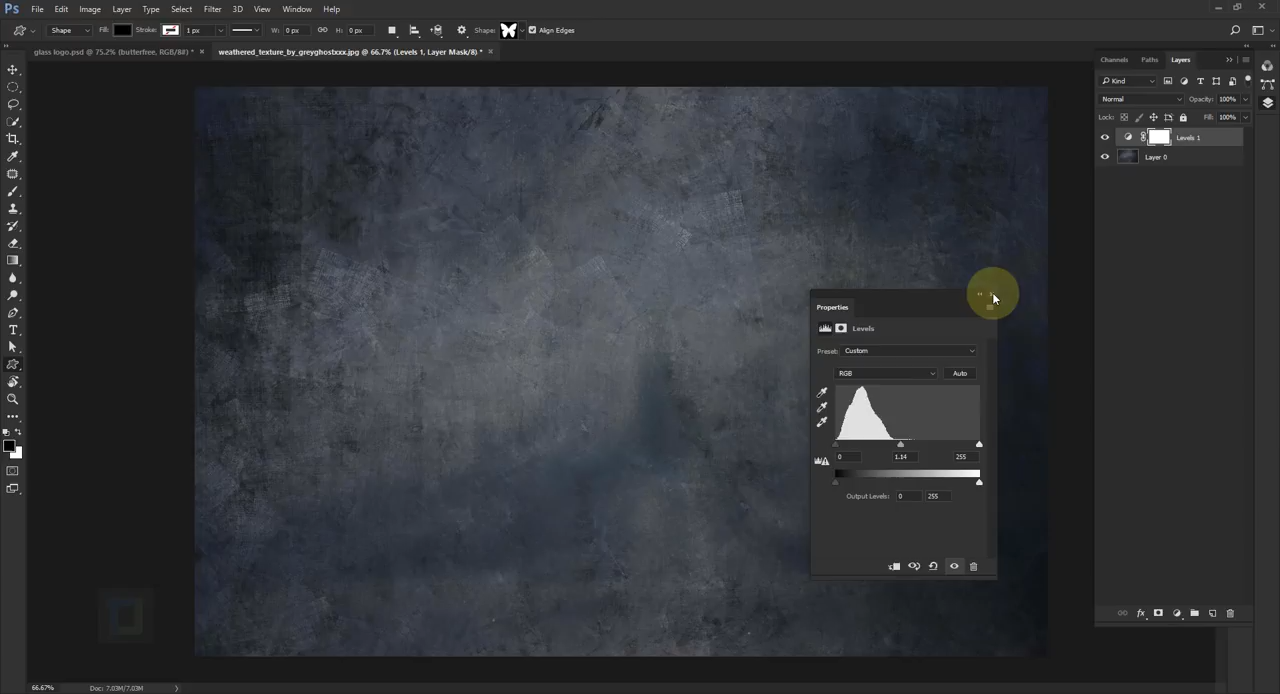 Ps File Edit Image Layer Type Select Filter 3D View Window Help
Shape Fill: Stroke: 1 px W: 0 px H: 0 px Shape: Align Edges
glass logo.psd @ 75.2% (butterfree, RGB/8#) * × weathered_texture_by_greyghostxxx.jpg @ 66.7% (Levels 1, Layer Mask/8) * ×
Channels Paths Layers
Kind
Normal Opacity: 100%
Lock: Fill: 100%
Levels 1
Layer 0
Properties
Levels
Preset: Custom
RGB Auto
0 1.14 255
Output Levels: 0 255
66.67% Doc: 7.03M/7.03M